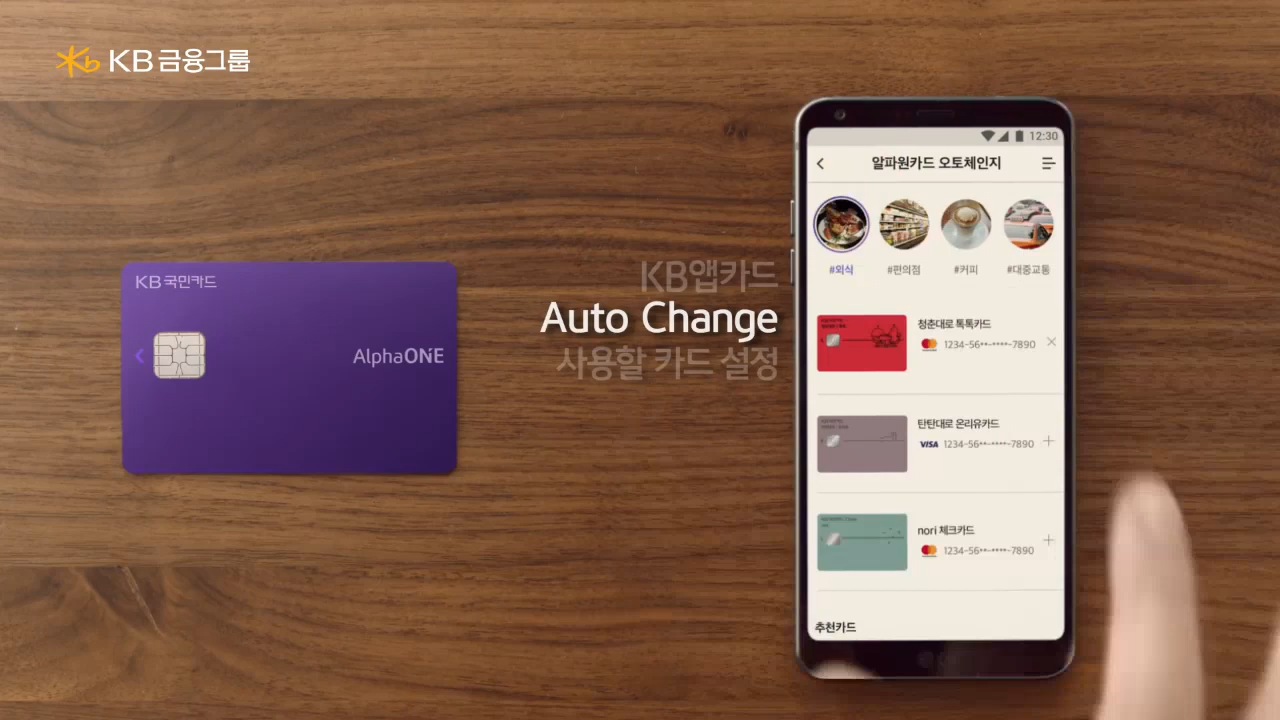 KB 금융그룹
KB 국민카드
AlphaONE
KB앱카드
Auto Change
사용할 카드 설정
12:30
알파원카드 오토체인지
#외식 #편의점 #커피 #대중교통
청춘대로 톡톡카드
1234-56**-****-7890
탄탄대로 온리유카드
VISA 1234-56**-****-7890
nori 체크카드
1234-56**-****-7890
추천카드